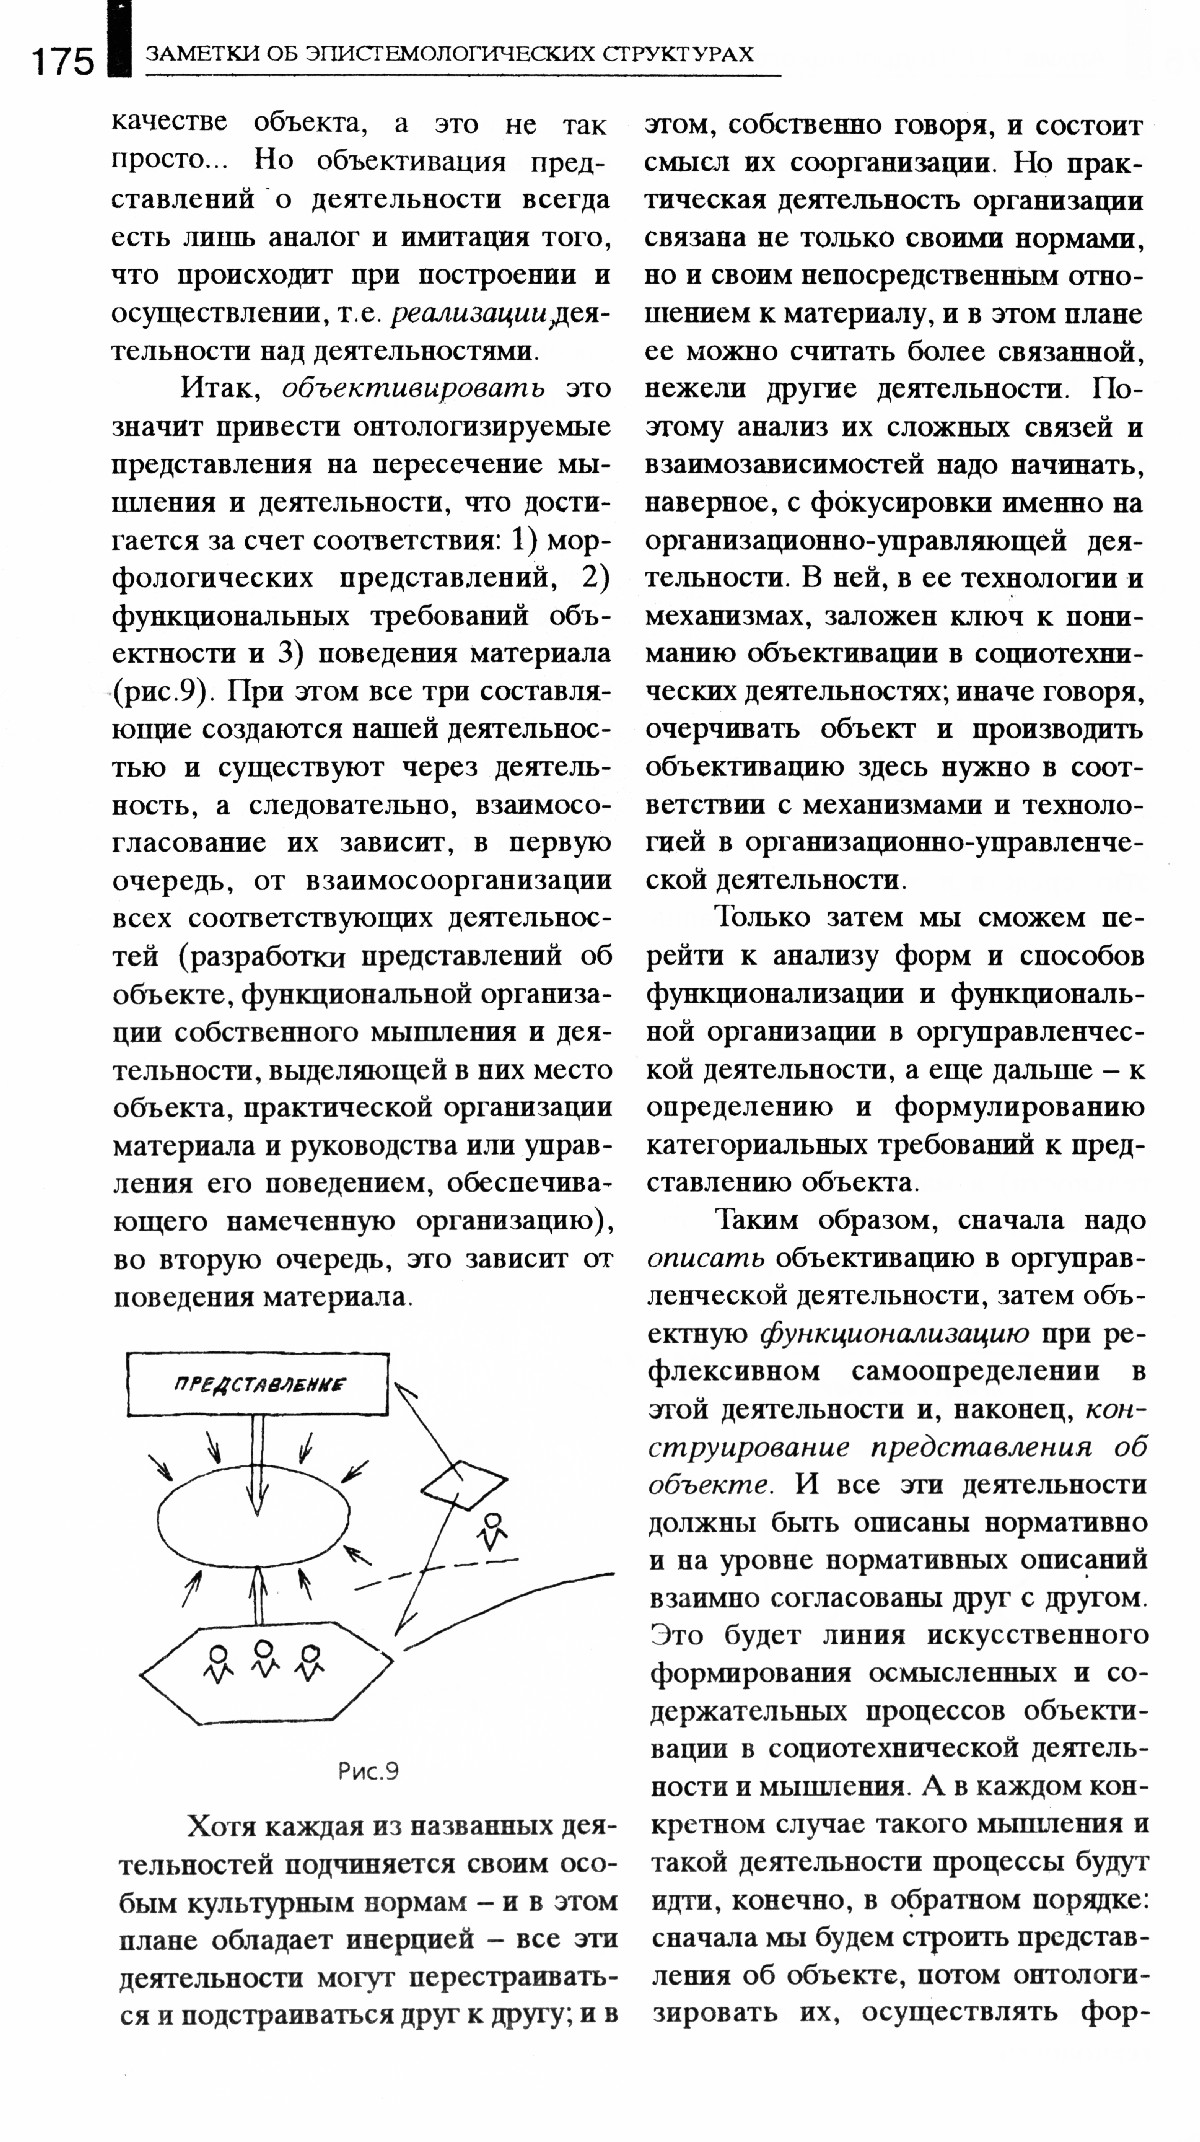 175
ЗАМЕТКИ ОБ ЭПИСТЕМОЛОГИЧЕСКИХ СТРУКТУРАХ
качестве объекта, а это не так
просто... Но объективация пред-
ставлений о деятельности всегда
есть лишь аналог и имитация того,
что происходит при построении и
осуществлении, т.е. реализации дея-
тельности над деятельностями.
Итак, объективировать это
значит привести онтологизируемые
представления на пересечение мы-
шления и деятельности, что дости-
гается за счет соответствия: 1) мор-
фологических представлений, 2)
функциональных требований объ-
ектности и 3) поведения материала
(рис.9). При этом все три составля-
ющие создаются нашей деятельнос-
тью и существуют через деятель-
ность, а следовательно, взаимосо-
гласование их зависит, в первую
очередь, от взаимосоорганизации
всех соответствующих деятельнос-
тей (разработки представлений об
объекте, функциональной организа-
ции собственного мышления и дея-
тельности, выделяющей в них место
объекта, практической организации
материала и руководства или управ-
ления его поведением, обеспечива-
ющего намеченную организацию),
во вторую очередь, это зависит от
поведения материала.
ПРЕДСТАВЛЕНИЕ
Рис.9
Хотя каждая из названных дея-
тельностей подчиняется своим осо-
бым культурным нормам – и в этом
плане обладает инерцией – все эти
деятельности могут перестраивать-
ся и подстраиваться друг к другу; и в
этом, собственно говоря, и состоит
смысл их соорганизации. Но прак-
тическая деятельность организации
связана не только своими нормами,
но и своим непосредственным отно-
шением к материалу, и в этом плане
ее можно считать более связанной,
нежели другие деятельности. По-
этому анализ их сложных связей и
взаимозависимостей надо начинать,
наверное, с фокусировки именно на
организационно-управляющей дея-
тельности. В ней, в ее технологии и
механизмах, заложен ключ к пони-
манию объективации в социотехни-
ческих деятельностях; иначе говоря,
очерчивать объект и производить
объективацию здесь нужно в соот-
ветствии с механизмами и техноло-
гией в организационно-управленче-
ской деятельности.
Только затем мы сможем пе-
рейти к анализу форм и способов
функционализации и функциональ-
ной организации в оргуправленчес-
кой деятельности, а еще дальше – к
определению и формулированию
категориальных требований к пред-
ставлению объекта.
Таким образом, сначала надо
описать объективацию в оргуправ-
ленческой деятельности, затем объ-
ектную функционализацию при ре-
флексивном самоопределении в
этой деятельности и, наконец, кон-
струирование представления об
объекте. И все эти деятельности
должны быть описаны нормативно
и на уровне нормативных описаний
взаимно согласованы друг с другом.
Это будет линия искусственного
формирования осмысленных и со-
держательных процессов объекти-
вации в социотехнической деятель-
ности и мышления. А в каждом кон-
кретном случае такого мышления и
такой деятельности процессы будут
идти, конечно, в обратном порядке:
сначала мы будем строить представ-
ления об объекте, потом онтологи-
зировать их, осуществлять фор-